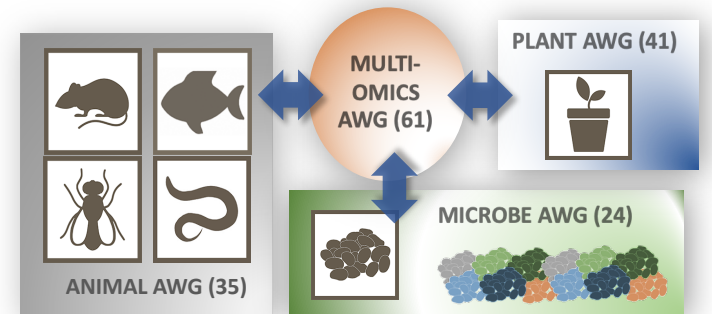 MULTI-
OMICS
AWG (61)
PLANT AWG (41)
MICROBE AWG (24)
ANIMAL AWG (35)